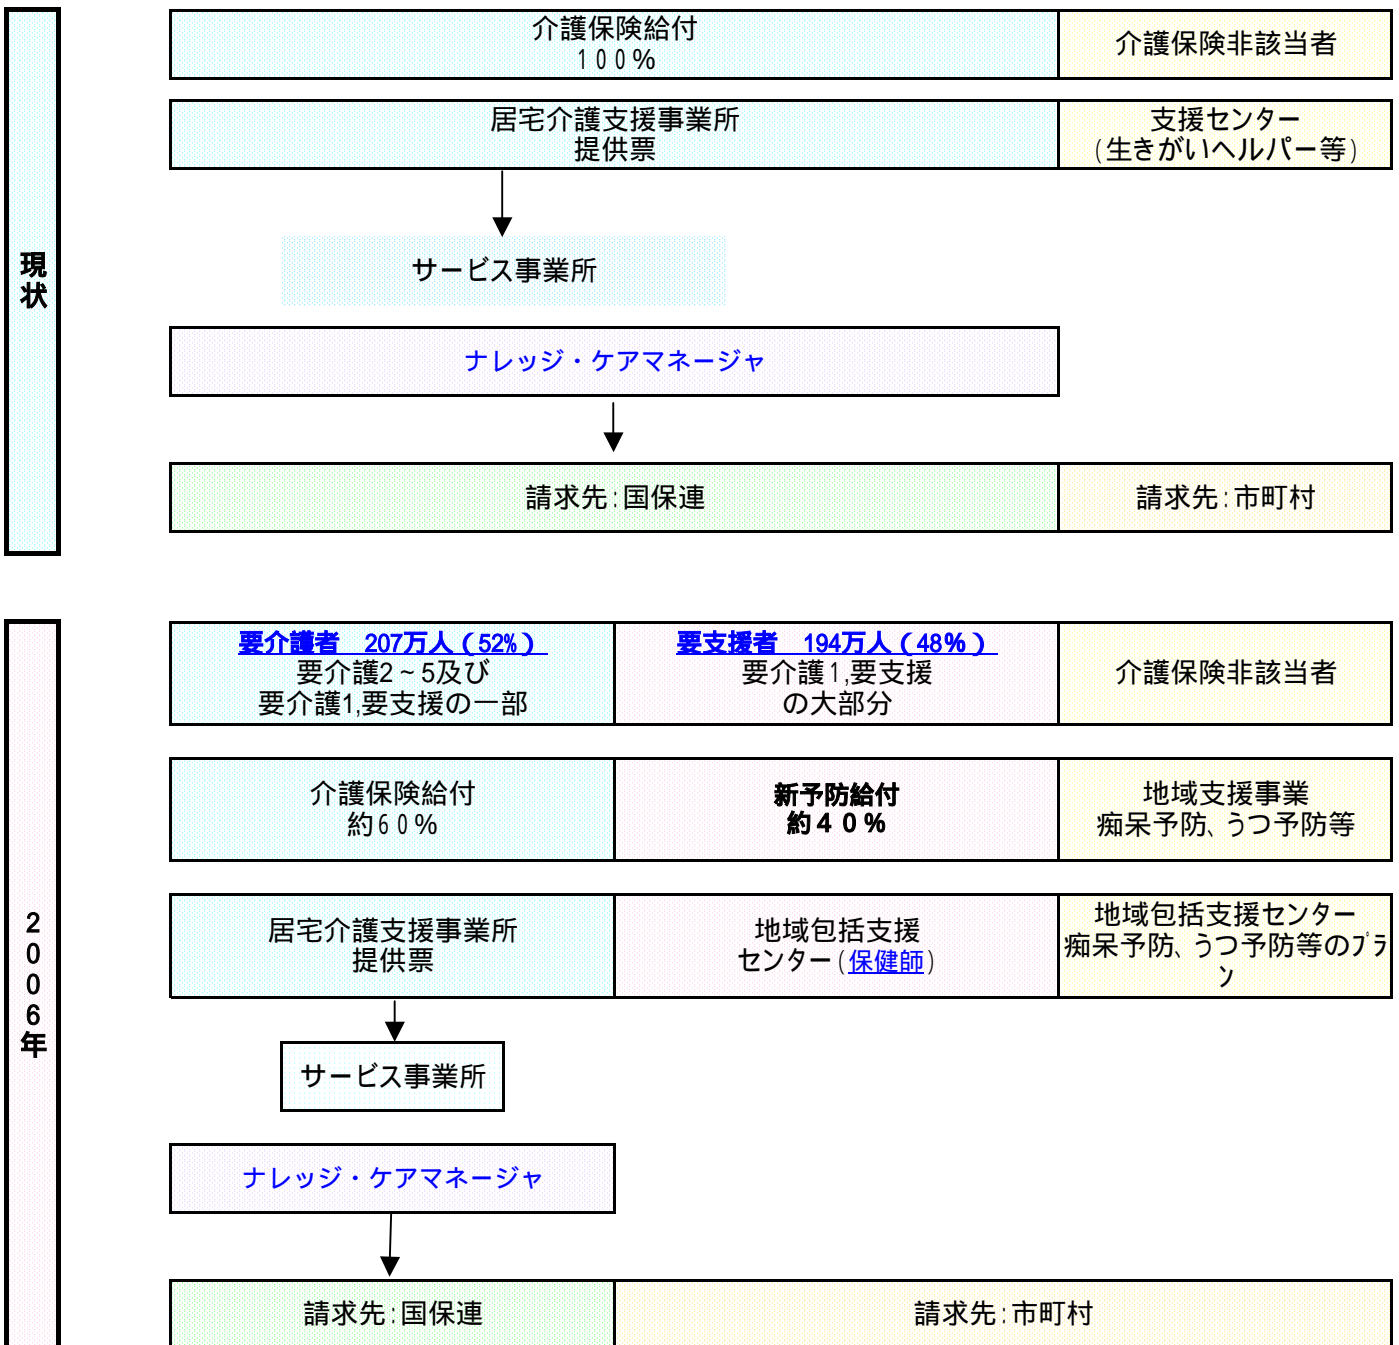 現状
介護保険給付
100%
介護保険非該当者
居宅介護支援事業所
提供票
支援センター
(生きがいヘルパー等)
サービス事業所
ナレッジ・ケアマネージャ
請求先:国保連
請求先:市町村
2006年
要介護者 207万人(52%)
要介護2~5及び
要介護1,要支援の一部
要支援者 194万人(48%)
要介護1,要支援
の大部分
介護保険非該当者
介護保険給付
約60%
新予防給付
約40%
地域支援事業
痴呆予防、うつ予防等
居宅介護支援事業所
提供票
地域包括支援
センター(保健師)
地域包括支援センター
痴呆予防、うつ予防等のプラ
ン
サービス事業所
ナレッジ・ケアマネージャ
請求先:国保連
請求先:市町村